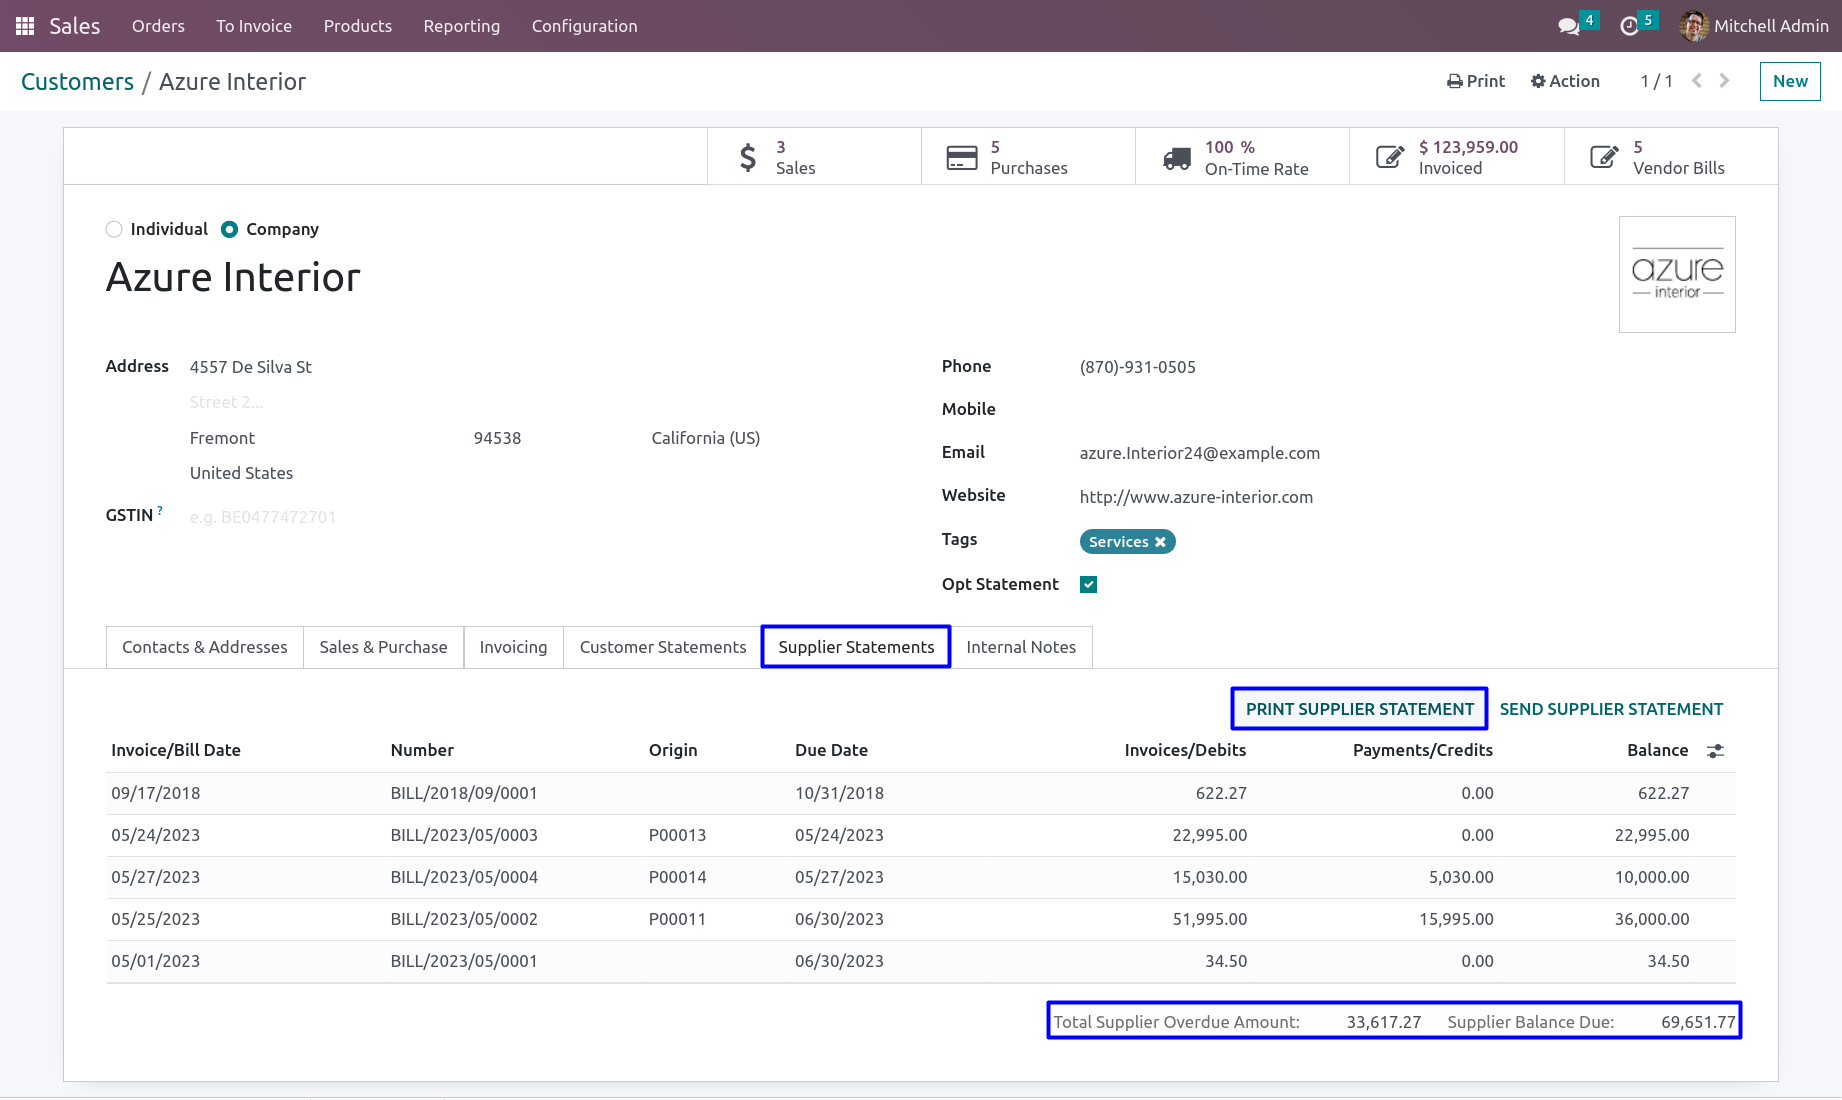 Sales Orders To Invoice Products Reporting Configuration 4 5 Mitchell Admin
Customers / Azure Interior Print Action 1 / 1 New
3 Sales
5 Purchases
100 % On-Time Rate
$ 123,959.00 Invoiced
5 Vendor Bills
Individual Company
Azure Interior
azure
interior
Address 4557 De Silva St
Street 2...
Fremont 94538 California (US)
United States
GSTIN ? e.g. BE0477472701
Phone (870)-931-0505
Mobile
Email azure.Interior24@example.com
Website http://www.azure-interior.com
Tags Services
Opt Statement
Contacts & Addresses Sales & Purchase Invoicing Customer Statements Supplier Statements Internal Notes
PRINT SUPPLIER STATEMENT SEND SUPPLIER STATEMENT
Invoice/Bill Date Number Origin Due Date Invoices/Debits Payments/Credits Balance
09/17/2018 BILL/2018/09/0001 10/31/2018 622.27 0.00 622.27
05/24/2023 BILL/2023/05/0003 P00013 05/24/2023 22,995.00 0.00 22,995.00
05/27/2023 BILL/2023/05/0004 P00014 05/27/2023 15,030.00 5,030.00 10,000.00
05/25/2023 BILL/2023/05/0002 P00011 06/30/2023 51,995.00 15,995.00 36,000.00
05/01/2023 BILL/2023/05/0001 06/30/2023 34.50 0.00 34.50
Total Supplier Overdue Amount: 33,617.27 Supplier Balance Due: 69,651.77